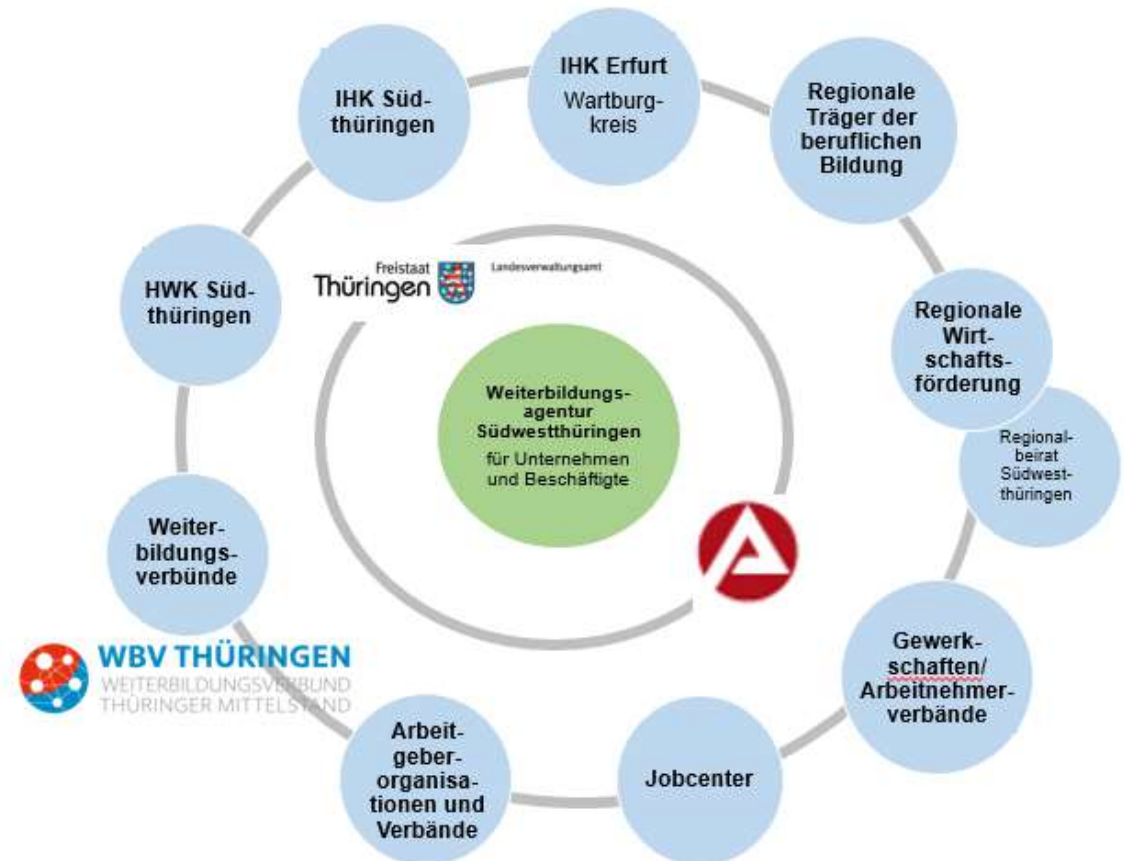 IHK Süd-
thüringen
IHK Erfurt
Wartburg-
kreis
Regionale
Träger der
beruflichen
Bildung
HWK Süd-
thüringen
Freistaat
Thüringen
Landesverwaltungsamt
Regionale
Wirt-
schafts-
förderung
Weiterbildungs-
agentur
Südwestthüringen
für Unternehmen
und Beschäftigte
Regional-
beirat
Südwest-
thüringen
Weiter-
bildungs-
verbünde
WBV THÜRINGEN
WEITERBILDUNGSVERBUND
THÜRINGER MITTELSTAND
Gewerk-
schaften/
Arbeitnehmer-
verbände
Arbeit-
geber-
organisa-
tionen und
Verbände
Jobcenter